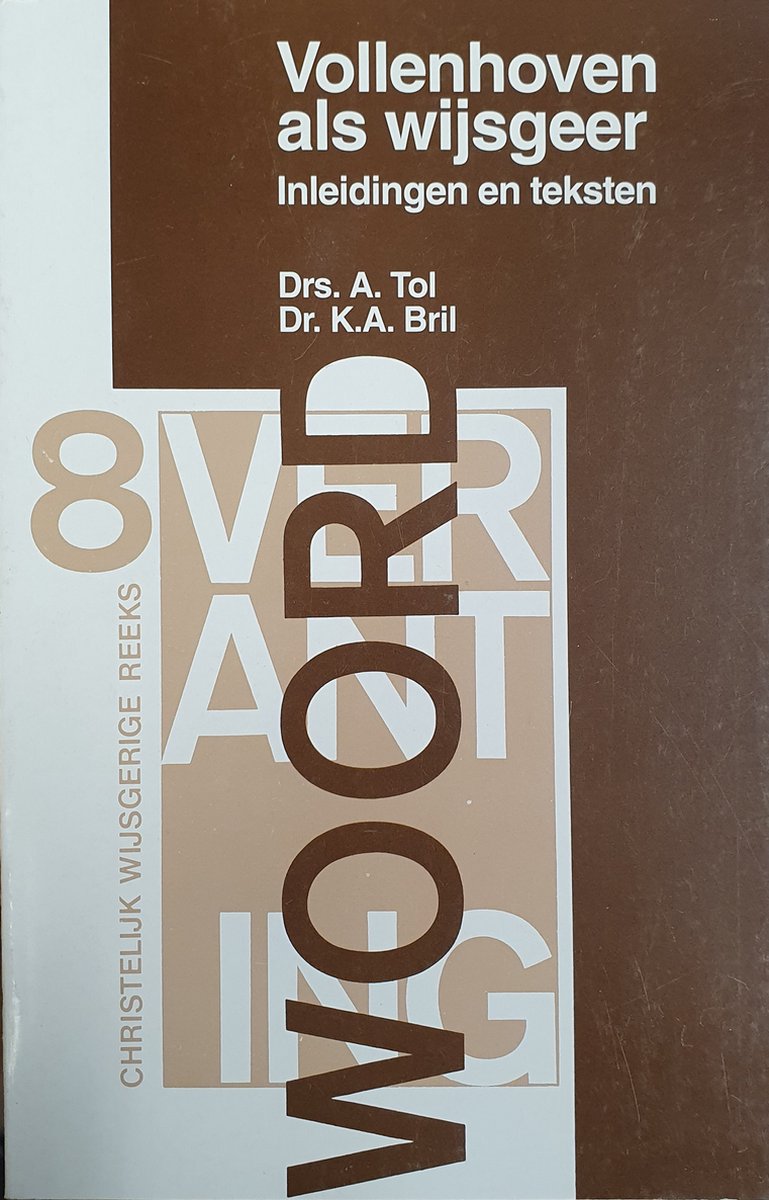 Vollenhoven
als wijsgeer
Inleidingen en teksten
Drs. A. Tol
Dr. K.A. Bril
8
VER
ANT
WOORD
ING
CHRISTELIJK WIJSGERIGE REEKS